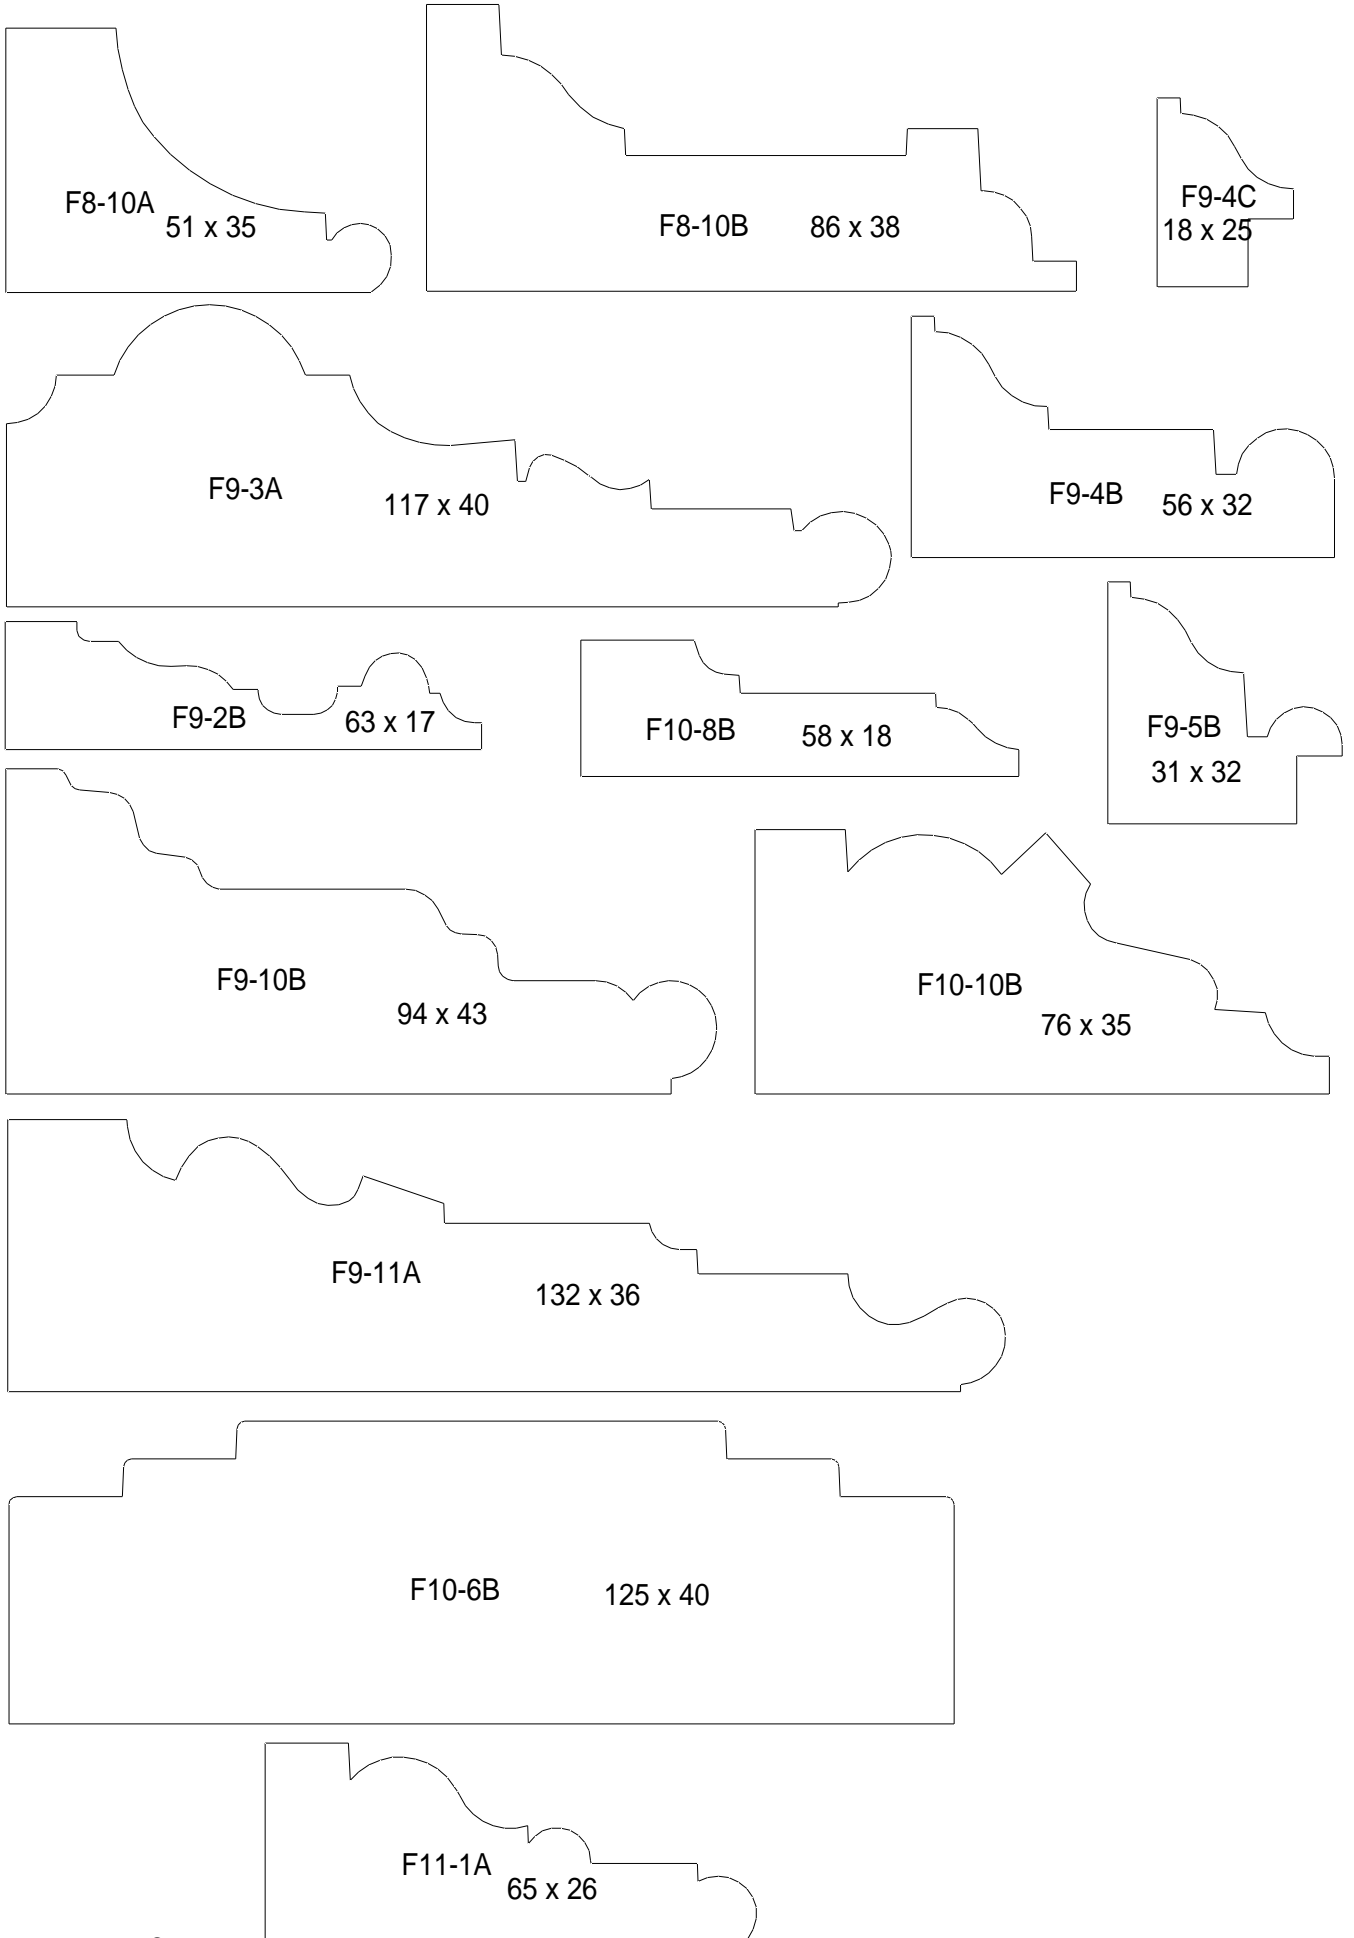 F8-10A
51 x 35
F8-10B 86 x 38
F9-4C
18 x 25
F9-3A
117 x 40
F9-4B 56 x 32
F9-2B 63 x 17
F10-8B 58 x 18
F9-5B
31 x 32
F9-10B
94 x 43
F10-10B
76 x 35
F9-11A
132 x 36
F10-6B 125 x 40
F11-1A
65 x 26